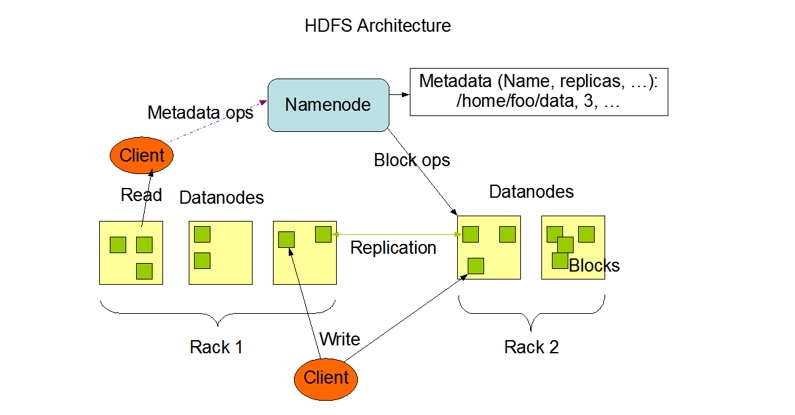 HDFS Architecture
Metadata (Name, replicas, …):
/home/foo/data, 3, …
Namenode
Metadata ops
Client
Block ops
Read
Datanodes
Datanodes
Replication
Blocks
Rack 1
Write
Rack 2
Client